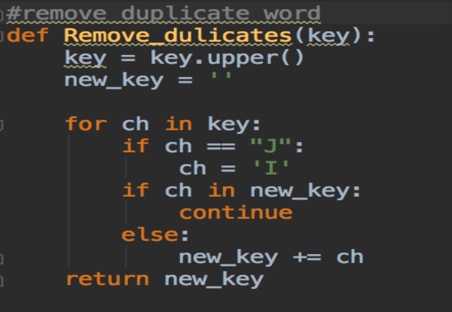 #remove duplicate word
def Remove_dulicates(key):
    key = key.upper()
    new_key = ''

    for ch in key:
        if ch == "J":
            ch = 'I'
        if ch in new_key:
            continue
        else:
            new_key += ch
    return new_key